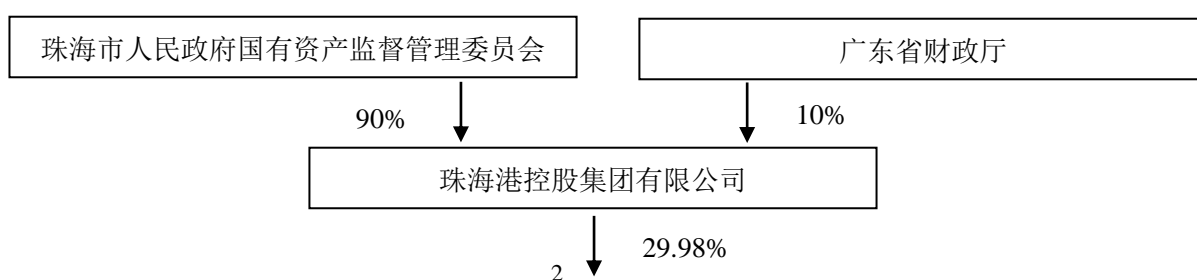 珠海市人民政府国有资产监督管理委员会
广东省财政厅
90%
10%
珠海港控股集团有限公司
29.98%
2